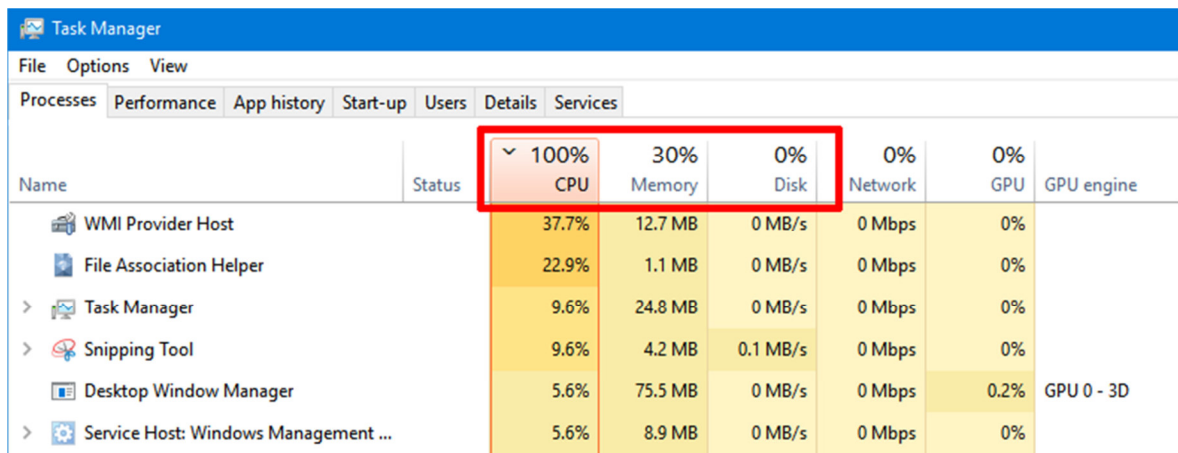 Task Manager
File Options View
Processes Performance App history Start-up Users Details Services
100% 30% 0% 0% 0%
Name Status CPU Memory Disk Network GPU GPU engine
WMI Provider Host 37.7% 12.7 MB 0 MB/s 0 Mbps 0%
File Association Helper 22.9% 1.1 MB 0 MB/s 0 Mbps 0%
Task Manager 9.6% 24.8 MB 0 MB/s 0 Mbps 0%
Snipping Tool 9.6% 4.2 MB 0.1 MB/s 0 Mbps 0%
Desktop Window Manager 5.6% 75.5 MB 0 MB/s 0 Mbps 0.2% GPU 0 - 3D
Service Host: Windows Management ... 5.6% 8.9 MB 0 MB/s 0 Mbps 0%